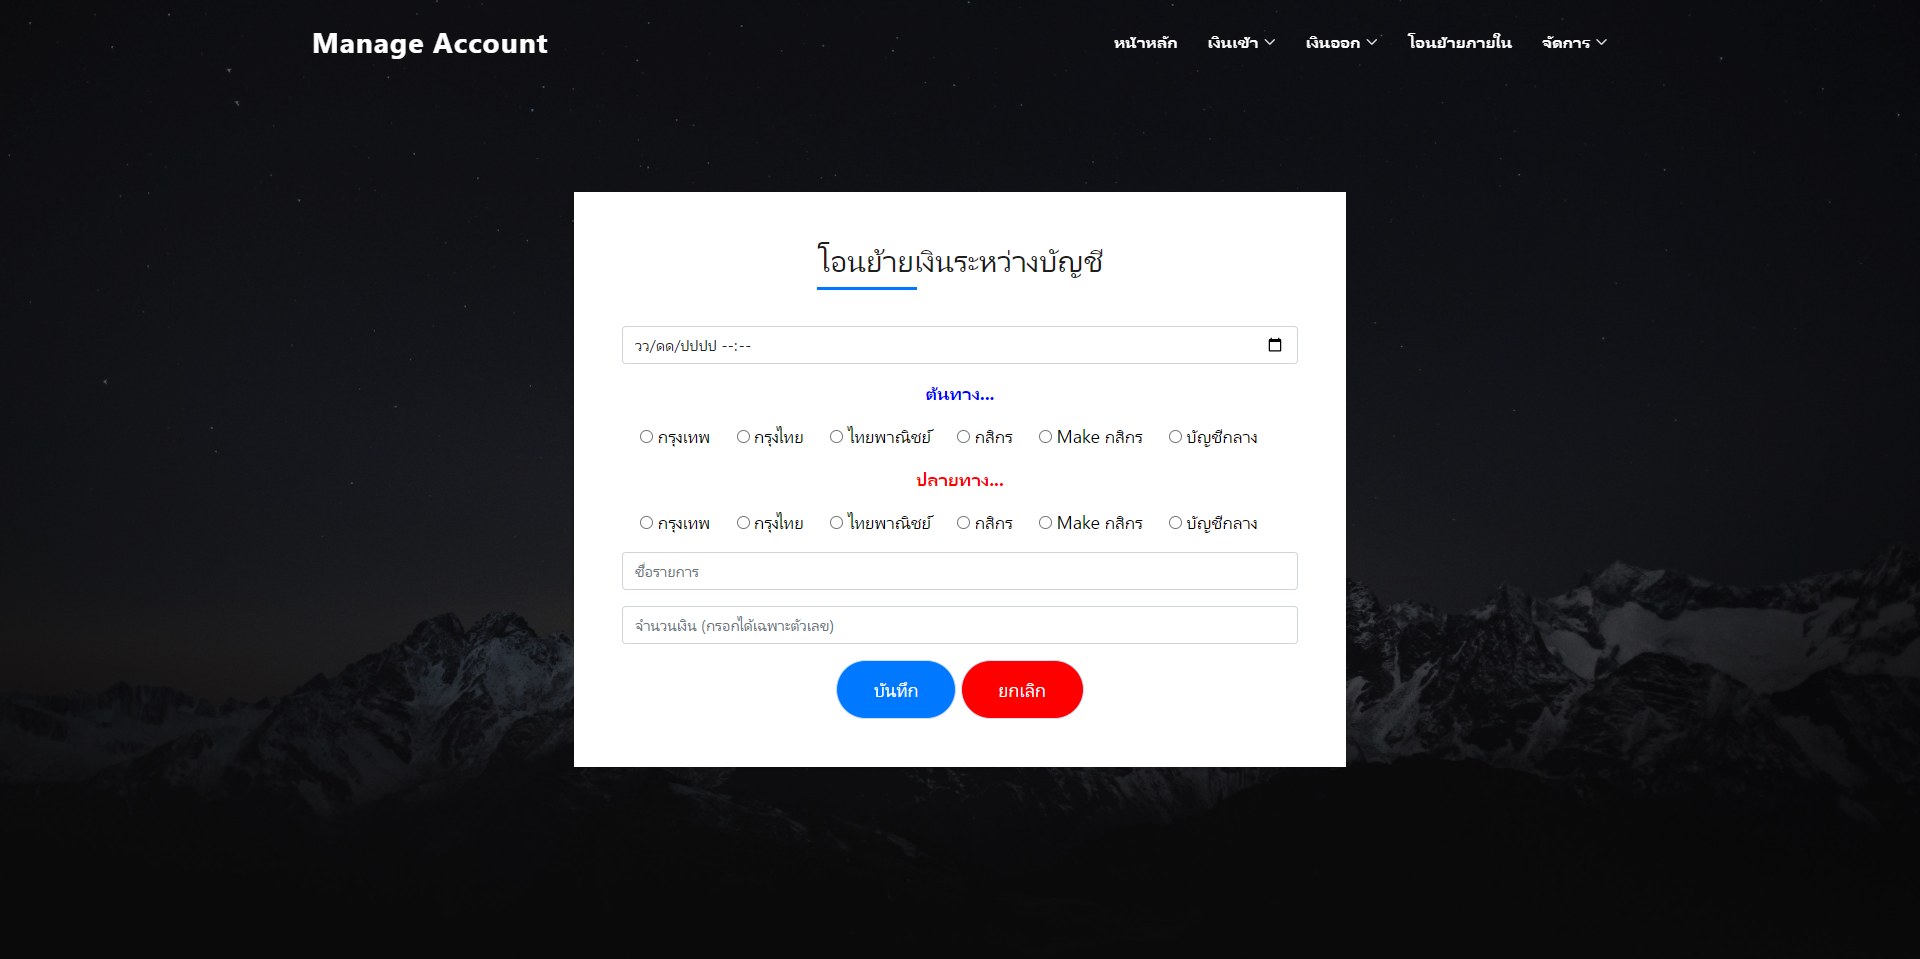 Manage Account
หน้าหลัก เงินเข้า เงินออก โอนย้ายภายใน จัดการ
โอนย้ายเงินระหว่างบัญชี
วว/ดด/ปปปป --:--
ต้นทาง...
กรุงเทพ กรุงไทย ไทยพาณิชย์ กสิกร Make กสิกร บัญชีกลาง
ปลายทาง...
กรุงเทพ กรุงไทย ไทยพาณิชย์ กสิกร Make กสิกร บัญชีกลาง
ชื่อรายการ
จำนวนเงิน (กรอกได้เฉพาะตัวเลข)
บันทึก ยกเลิก